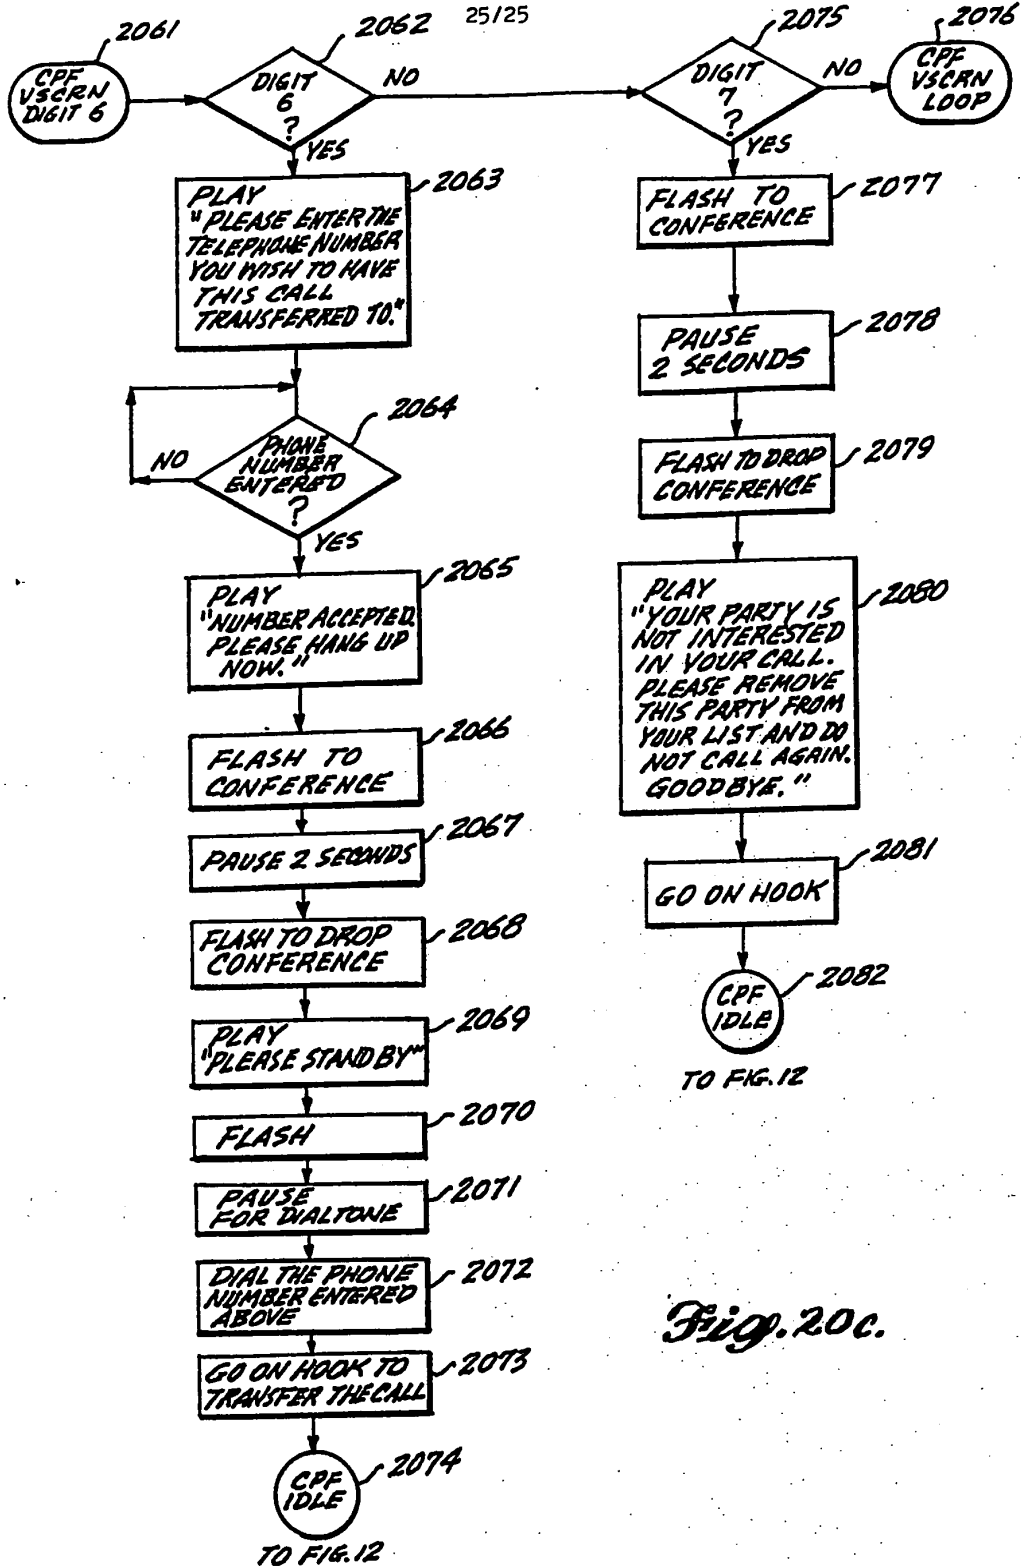 25/25
2061
CPF
VSCRN
DIGIT 6
2062
DIGIT
6
?
NO
YES
2075
DIGIT
7
?
NO
YES
2076
CPF
VSCRN
LOOP
2063
PLAY
"PLEASE ENTER THE
TELEPHONE NUMBER
YOU WISH TO HAVE
THIS CALL
TRANSFERRED TO."
2064
PHONE
NUMBER
ENTERED
?
NO
YES
2065
PLAY
"NUMBER ACCEPTED.
PLEASE HANG UP
NOW."
2066
FLASH TO
CONFERENCE
2067
PAUSE 2 SECONDS
2068
FLASH TO DROP
CONFERENCE
2069
PLAY
"PLEASE STAND BY"
2070
FLASH
2071
PAUSE
FOR DIALTONE
2072
DIAL THE PHONE
NUMBER ENTERED
ABOVE
2073
GO ON HOOK TO
TRANSFER THE CALL
2074
CPF
IDLE
TO FIG.12
2077
FLASH TO
CONFERENCE
2078
PAUSE
2 SECONDS
2079
FLASH TO DROP
CONFERENCE
2080
PLAY
"YOUR PARTY IS
NOT INTERESTED
IN YOUR CALL.
PLEASE REMOVE
THIS PARTY FROM
YOUR LIST AND DO
NOT CALL AGAIN.
GOODBYE."
2081
GO ON HOOK
2082
CPF
IDLE
TO FIG.12
Fig. 20c.